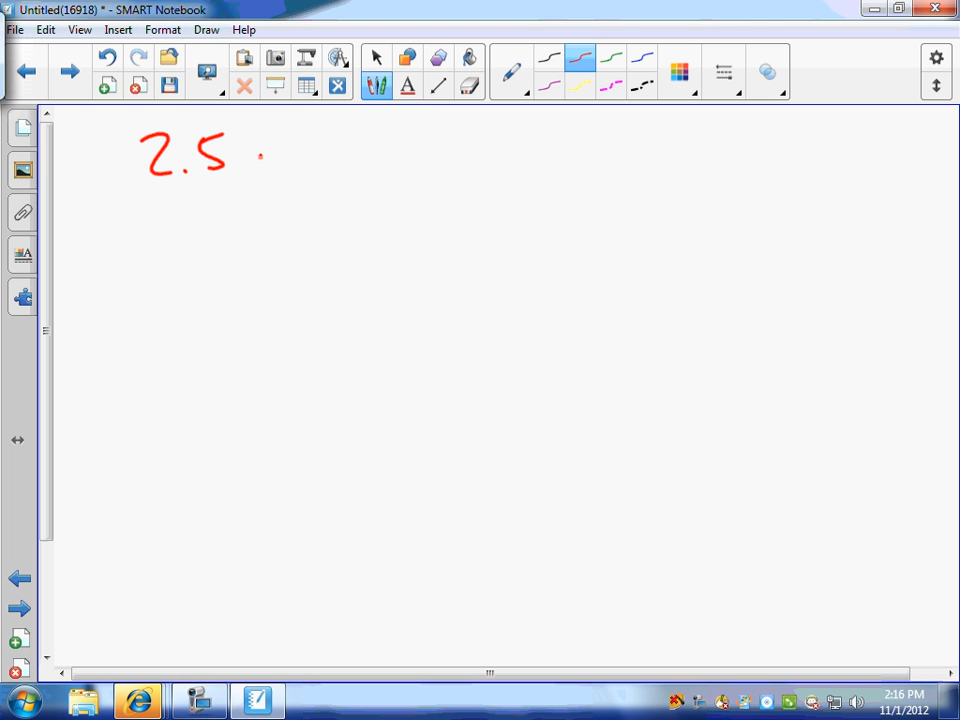 Untitled(16918) * - SMART Notebook
File Edit View Insert Format Draw Help
2.5 .
2:16 PM
11/1/2012